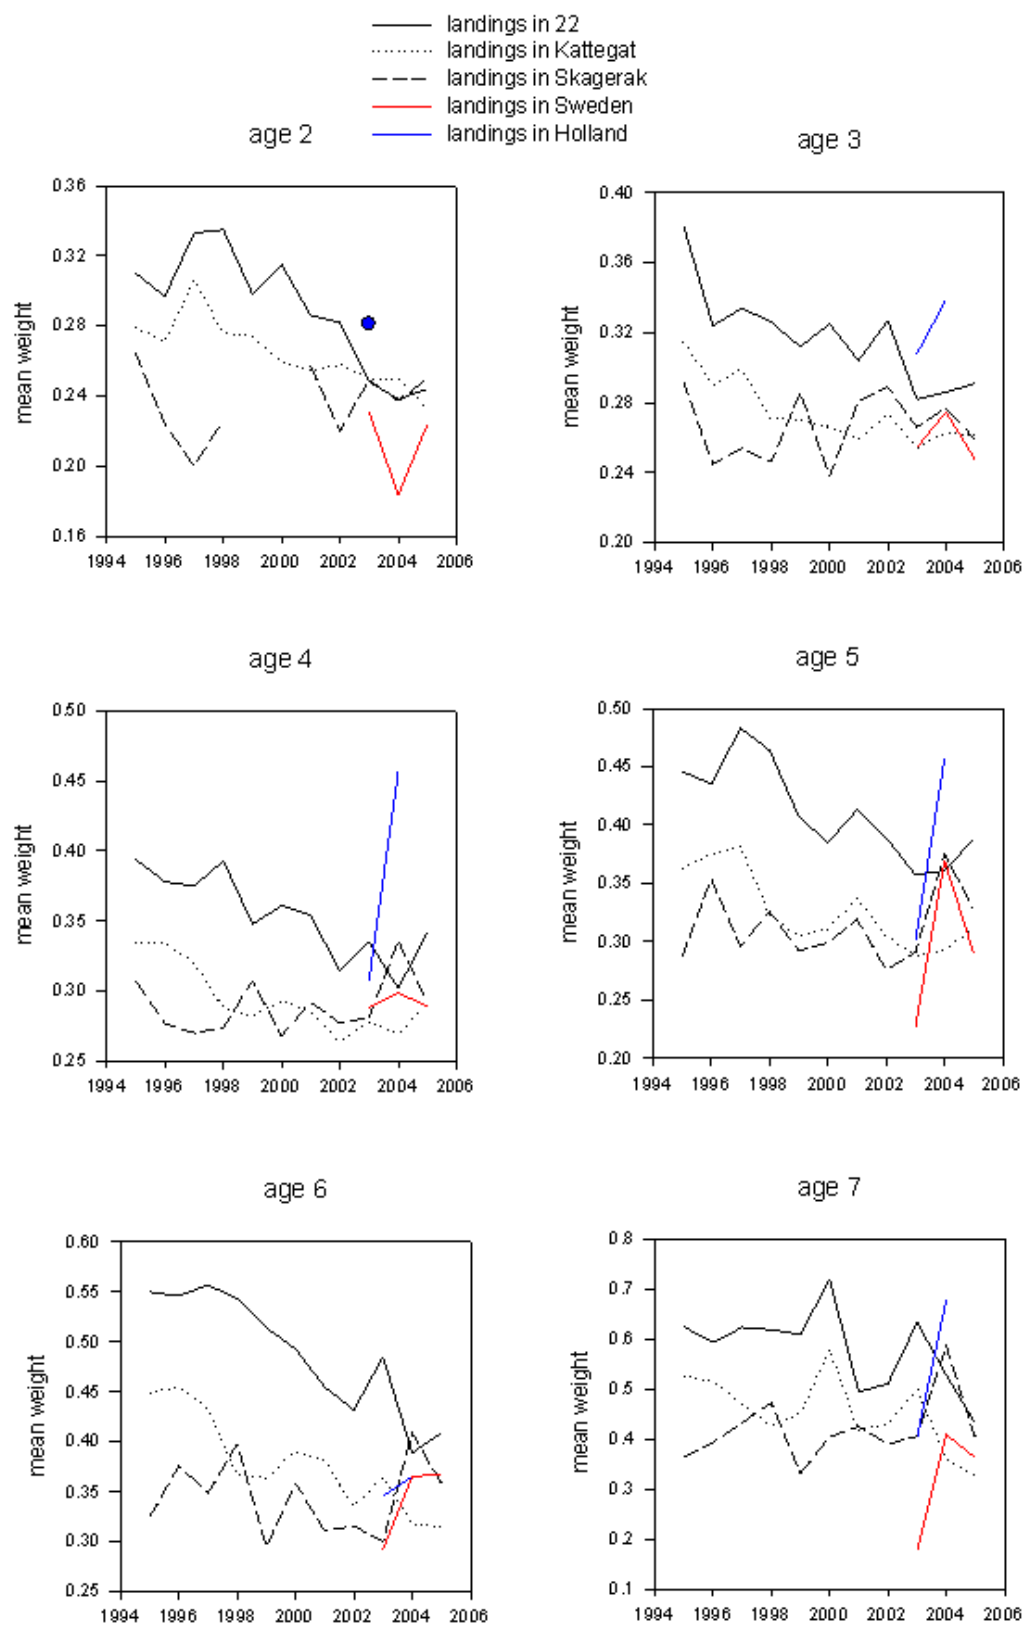 landings in 22
landings in Kattegat
landings in Skagerak
landings in Sweden
landings in Holland
age 2
0.36
0.32
0.28
0.24
0.20
0.16
mean weight
1994 1996 1998 2000 2002 2004 2006
age 3
0.40
0.36
0.32
0.28
0.24
0.20
mean weight
1994 1996 1998 2000 2002 2004 2006
age 4
0.50
0.45
0.40
0.35
0.30
0.25
mean weight
1994 1996 1998 2000 2002 2004 2006
age 5
0.50
0.45
0.40
0.35
0.30
0.25
0.20
mean weight
1994 1996 1998 2000 2002 2004 2006
age 6
0.60
0.55
0.50
0.45
0.40
0.35
0.30
0.25
mean weight
1994 1996 1998 2000 2002 2004 2006
age 7
0.8
0.7
0.6
0.5
0.4
0.3
0.2
0.1
mean weight
1994 1996 1998 2000 2002 2004 2006